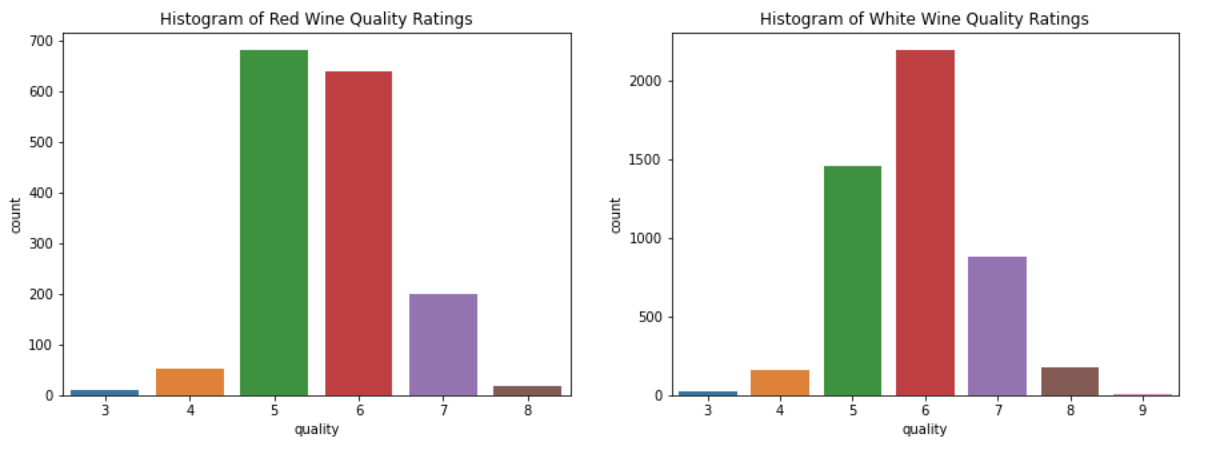 Histogram of Red Wine Quality Ratings
700
600
500
400
300
200
100
0
count
3 4 5 6 7 8
quality
Histogram of White Wine Quality Ratings
2000
1500
1000
500
0
count
3 4 5 6 7 8 9
quality